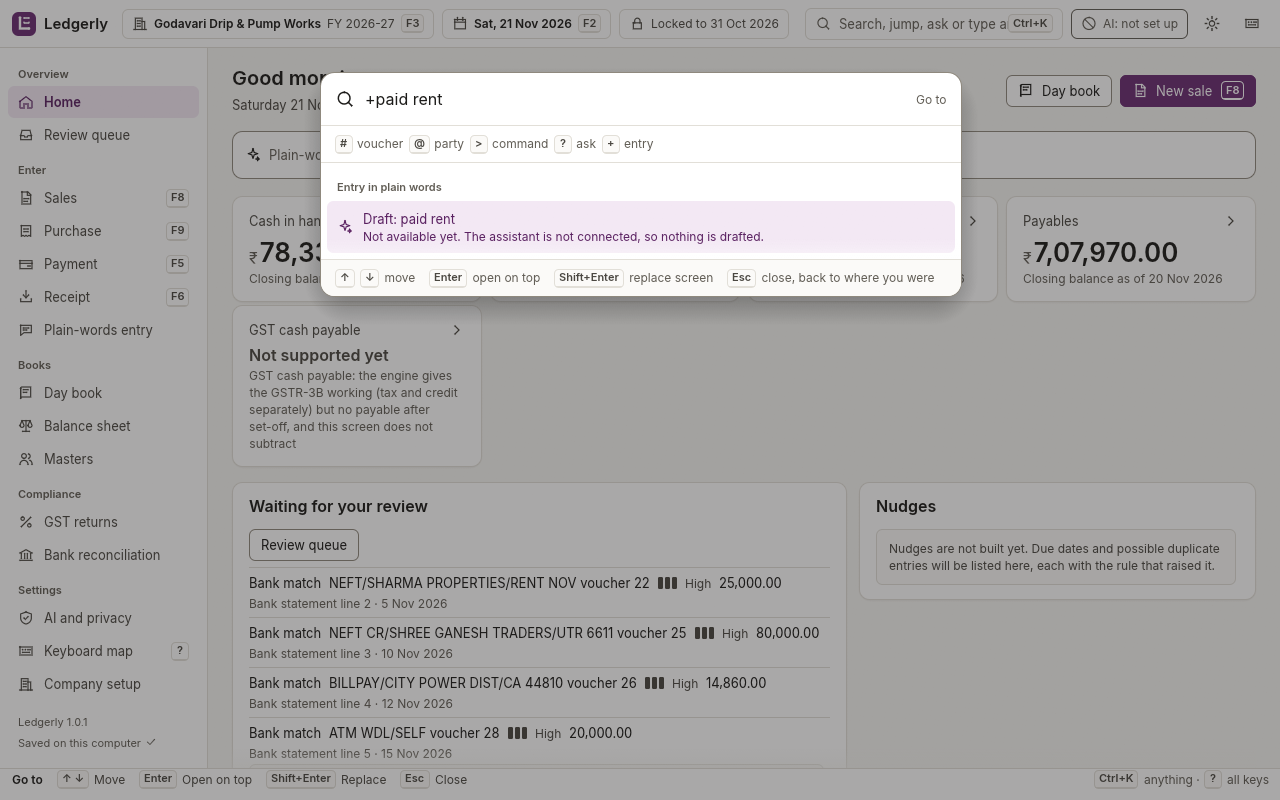 Ledgerly
Godavari Drip & Pump Works FY 2026-27 F3
Sat, 21 Nov 2026 F2
Locked to 31 Oct 2026
Search, jump, ask or type a Ctrl+K
AI: not set up
Overview
Home
Review queue
Enter
Sales F8
Purchase F9
Payment F5
Receipt F6
Plain-words entry
Books
Day book
Balance sheet
Masters
Compliance
GST returns
Bank reconciliation
Settings
AI and privacy
Keyboard map ?
Company setup
Ledgerly 1.0.1
Saved on this computer
Good
Saturday 21
Day book
New sale F8
+paid rent Go to
# voucher @ party > command ? ask + entry
Entry in plain words
Draft: paid rent
Not available yet. The assistant is not connected, so nothing is drafted.
↑ ↓ move Enter open on top Shift+Enter replace screen Esc close, back to where you were
Cash in
Closing
Payables
₹7,07,970.00
Closing balance as of 20 Nov 2026
GST cash payable
Not supported yet
GST cash payable: the engine gives
the GSTR-3B working (tax and credit
separately) but no payable after
set-off, and this screen does not
subtract
Waiting for your review
Review queue
Bank match NEFT/SHARMA PROPERTIES/RENT NOV voucher 22 High 25,000.00
Bank statement line 2 · 5 Nov 2026
Bank match NEFT CR/SHREE GANESH TRADERS/UTR 6611 voucher 25 High 80,000.00
Bank statement line 3 · 10 Nov 2026
Bank match BILLPAY/CITY POWER DIST/CA 44810 voucher 26 High 14,860.00
Bank statement line 4 · 12 Nov 2026
Bank match ATM WDL/SELF voucher 28 High 20,000.00
Bank statement line 5 · 15 Nov 2026
Nudges
Nudges are not built yet. Due dates and possible duplicate
entries will be listed here, each with the rule that raised it.
Go to ↑ ↓ Move Enter Open on top Shift+Enter Replace Esc Close
Ctrl+K anything · ? all keys